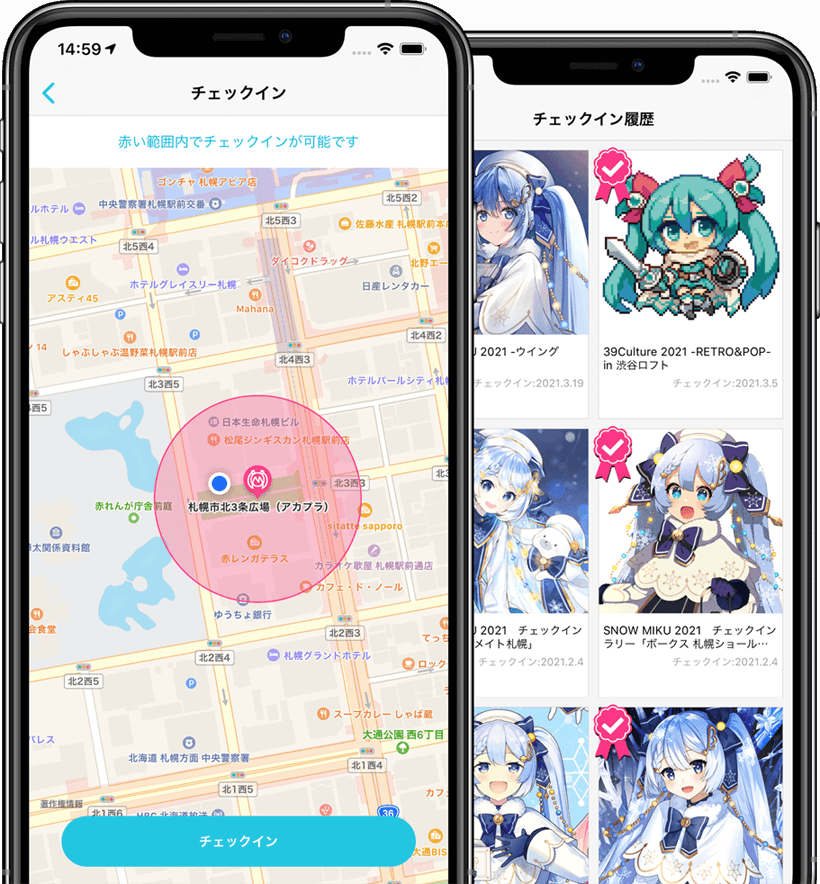 14:59
チェックイン
赤い範囲内でチェックインが可能です
ゴンチャ 札幌アピア店
中央警察署札幌駅前交番
北5西2
ルホテル
北5西3
佐藤水産 札幌駅前本
ル札幌ウエスト
北5西4
ダイコクドラッグ
北野エー
ホテルグレイスリー札幌
日産レンタカー
アスティ45
Mahana
P
P
北4西2
14
しゃぶしゃぶ温野菜札幌駅前店
北4西3
北3西5
ホテルパールシティ札幌
西5
日本生命札幌ビル
松尾ジンギスカン札幌駅前店
北3西3
北3
赤れんが庁舎前庭
札幌市北3条広場（アカプラ）
sitatte sapporo
太関係資料館
赤レンガテラス
カラオケ歌屋 札幌駅前通店
カフェ・ド・ノール
ゆうちょ銀行
会食堂
北2西3
てっち
北2西4
札幌グランドホテル
ロック
北2西5
P
スープカレー しゃば蔵
パレス
大通公園 西6丁目
北海道 札幌方面 中央警察署
北1西4
北1西5
カフ
著作権情報
北1西6
HBC 北海道放送
36
大通BIS
チェックイン
チェックイン履歴
2021 -ウイング
チェックイン:2021.3.19
39Culture 2021 -RETRO&POP-
in 渋谷ロフト
チェックイン:2021.3.5
2021　チェックイン
メイト札幌」
チェックイン:2021.2.4
SNOW MIKU 2021　チェックイン
ラリー「ボークス 札幌ショール…
チェックイン:2021.2.4